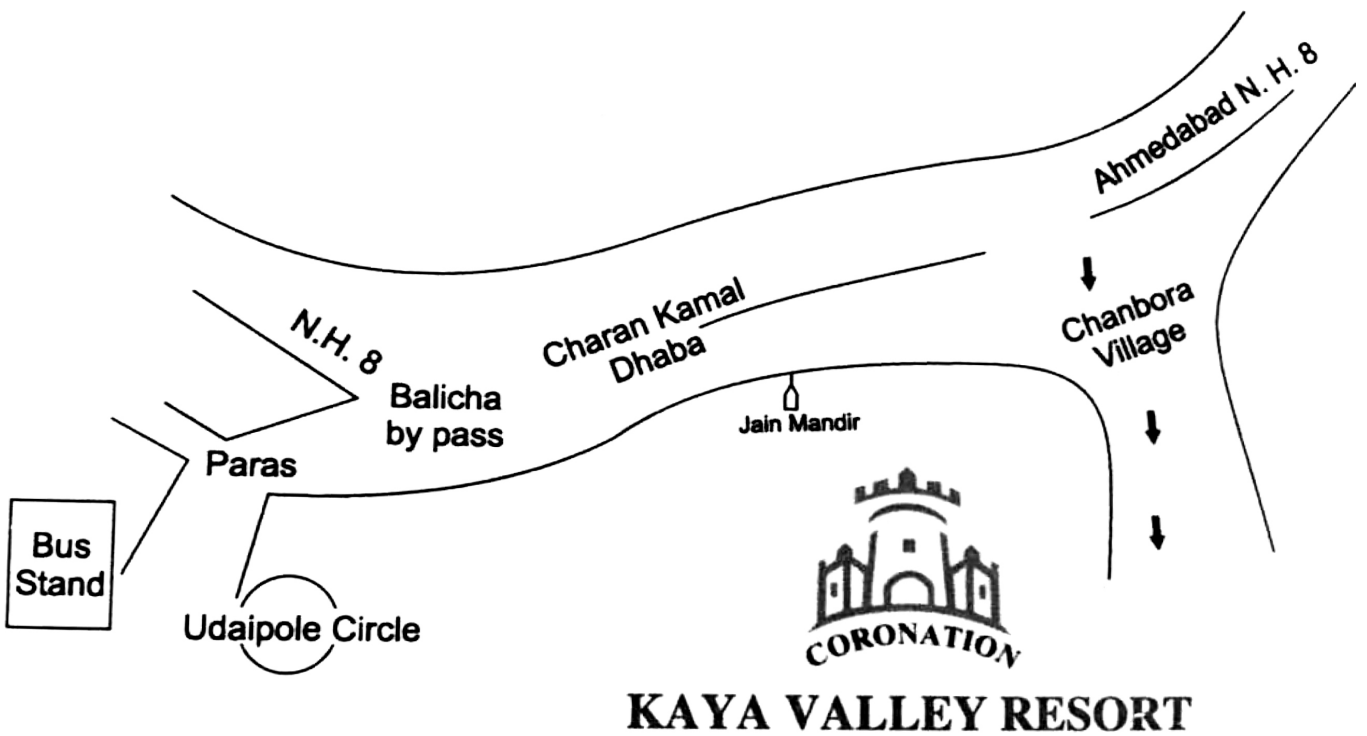 Ahmedabad N. H. 8
Chanbora
Village
Charan Kamal
Dhaba
N.H. 8
Balicha
by pass
Jain Mandir
Paras
Bus
Stand
Udaipole Circle
CORONATION
KAYA VALLEY RESORT